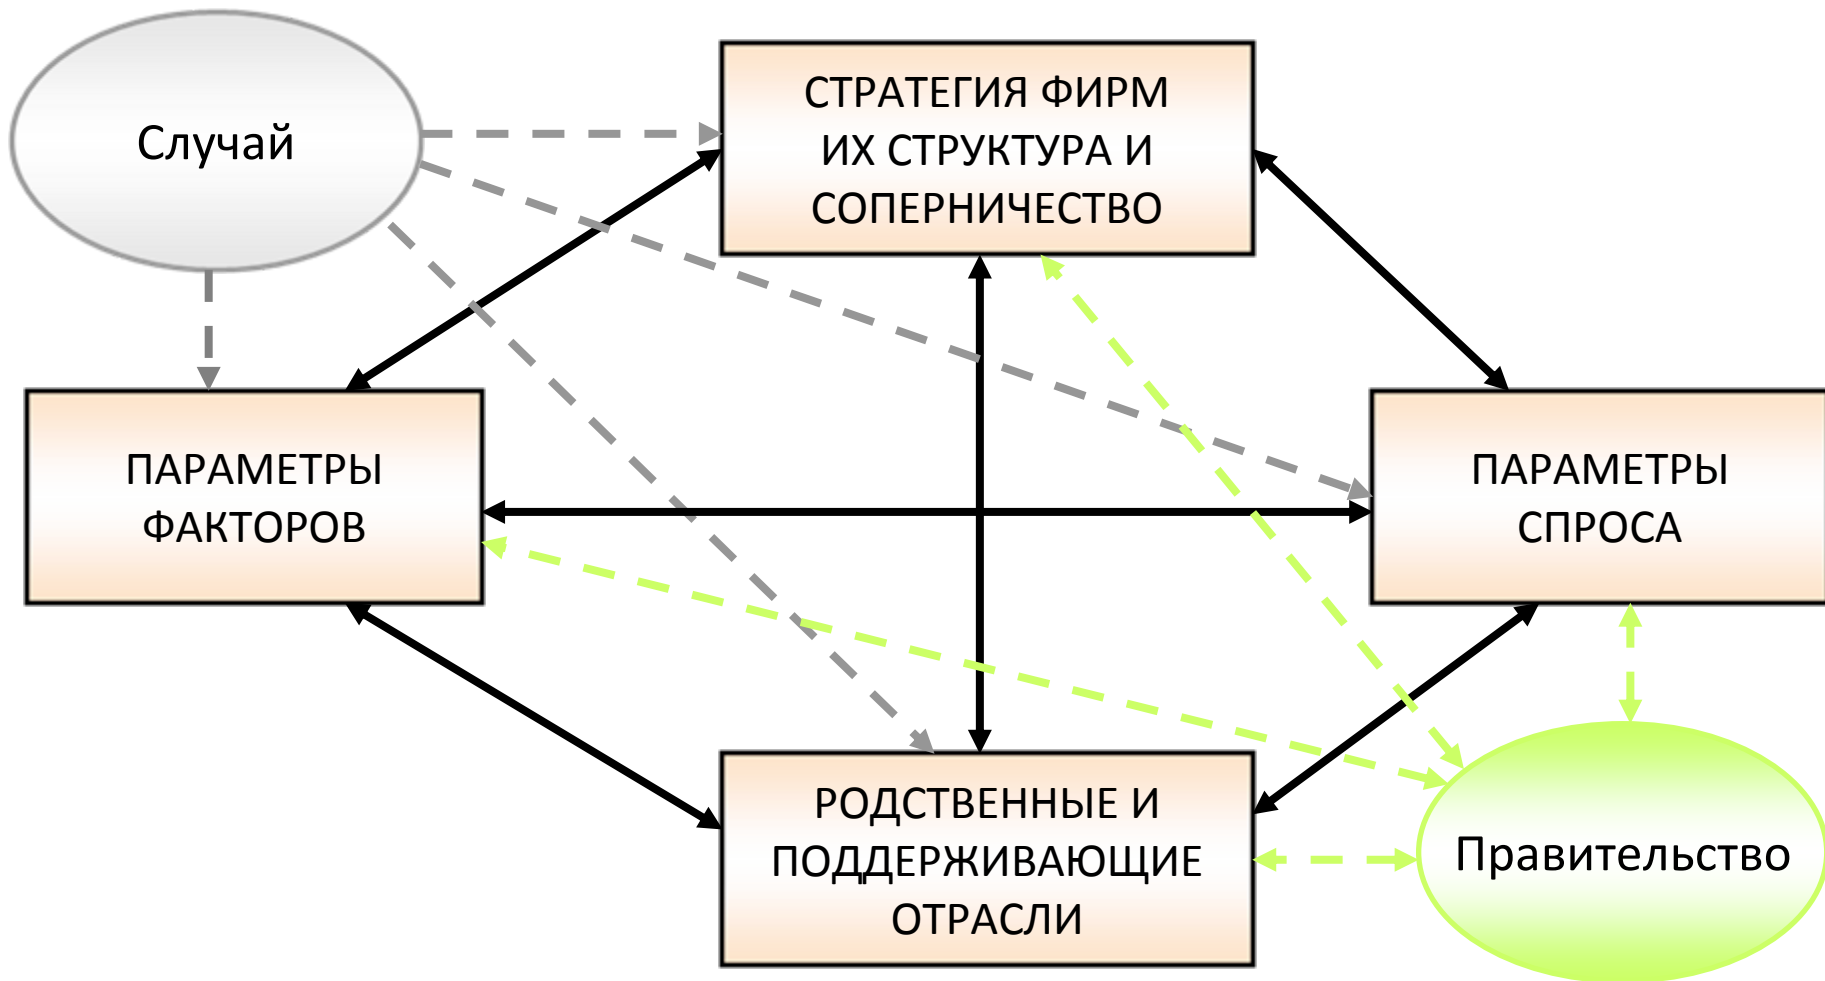 Случай
СТРАТЕГИЯ ФИРМ
ИХ СТРУКТУРА И
СОПЕРНИЧЕСТВО
ПАРАМЕТРЫ
ФАКТОРОВ
ПАРАМЕТРЫ
СПРОСА
РОДСТВЕННЫЕ И
ПОДДЕРЖИВАЮЩИЕ
ОТРАСЛИ
Правительство